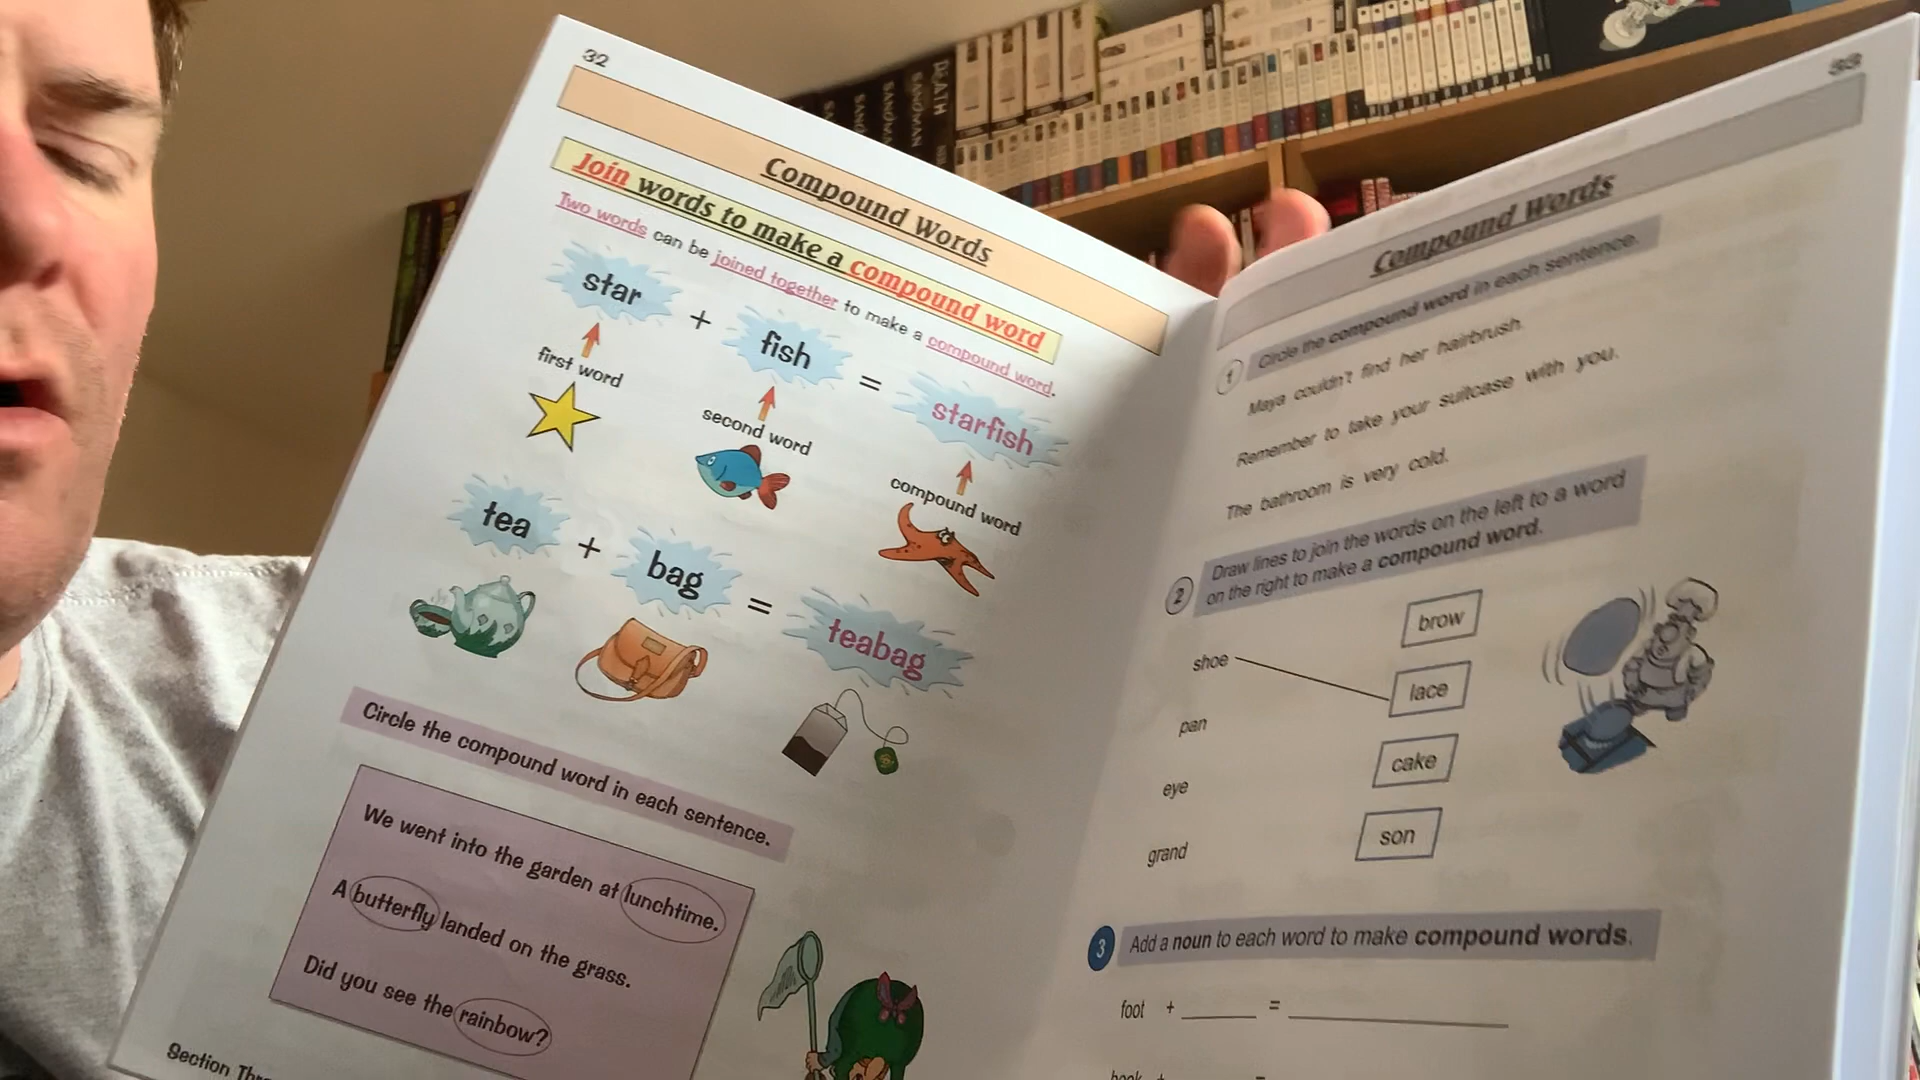 DEATH
SANDMAN
SANDMAN
32
Compound Words
Join words to make a compound word
Two words can be joined together to make a compound word.
star + fish = starfish
first word
second word
compound word
tea + bag = teabag
Circle the compound word in each sentence.
We went into the garden at lunchtime.
A butterfly landed on the grass.
Did you see the rainbow?
Section
33
Compound Words
1 Circle the compound word in each sentence.
Maya couldn't find her hairbrush.
Remember to take your suitcase with you.
The bathroom is very cold.
2 Draw lines to join the words on the left to a word
on the right to make a compound word.
shoe
pan
eye
grand
brow
lace
cake
son
3 Add a noun to each word to make compound words.
foot + ______ = ______